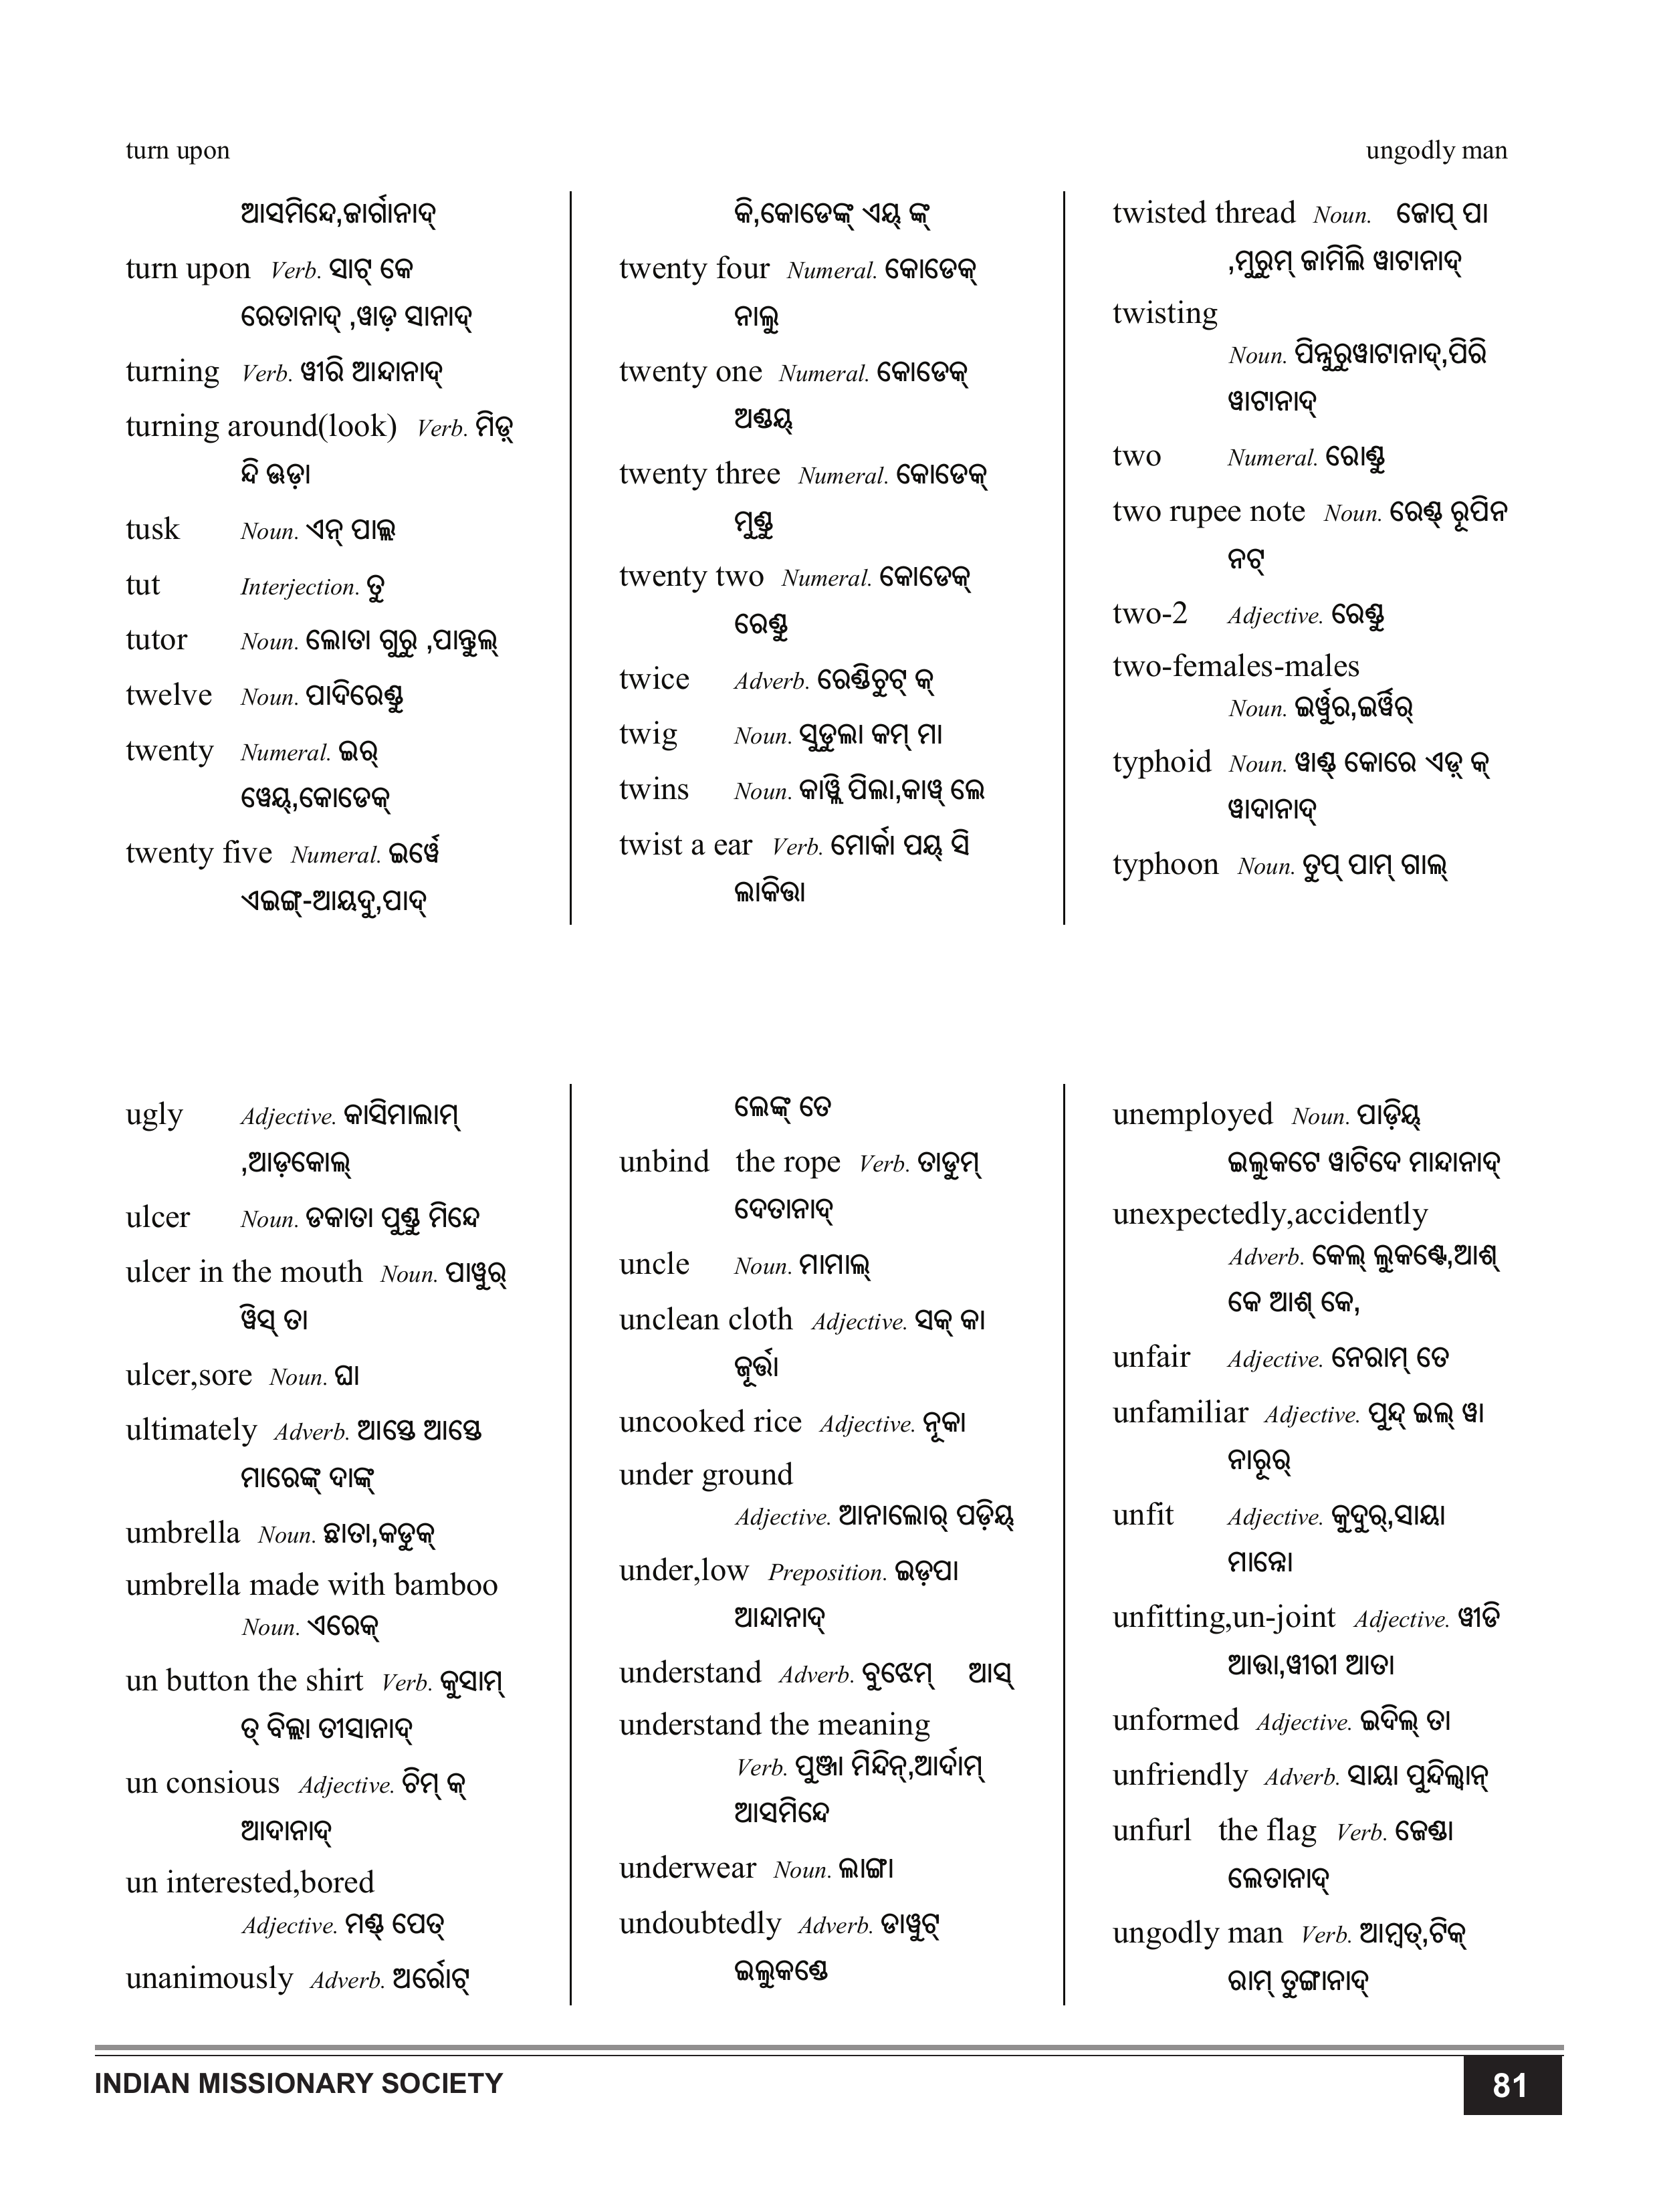 turn upon
ungodly man
ଆସମିନ୍ଦେ,ଜାର୍ଗାନାଦ୍
turn upon Verb. ସାଟ୍ କେ
ରେତାନାଦ୍ ,ୱାଡ଼ ସାନାଦ୍
turning Verb. ୱୀରି ଆନ୍ଦାନାଦ୍
turning around(look) Verb. ମିଡ଼୍
ନ୍ଦି ଊଡ଼ା
tusk Noun. ଏନ୍ ପାଲ୍ଲ
tut Interjection. ତୁ
tutor Noun. ଲୋତା ଗୁରୁ ,ପାନ୍ତୁଲ୍
twelve Noun. ପାଦିରେଣ୍ଡୁ
twenty Numeral. ଇର୍
ୱେୟ୍,କୋଡେକ୍
twenty five Numeral. ଇର୍ୱେ
ଏଇଙ୍ଗ୍-ଆୟଦୁ,ପାଦ୍
କି,କୋଡେଙ୍କ୍ ଏୟ୍ ଙ୍କ୍
twenty four Numeral. କୋଡେକ୍
ନାଲୁ
twenty one Numeral. କୋଡେକ୍
ଅଣ୍ଡୟ୍
twenty three Numeral. କୋଡେକ୍
ମୁଣ୍ଡୁ
twenty two Numeral. କୋଡେକ୍
ରେଣ୍ଡୁ
twice Adverb. ରେଣ୍ଡିଚୁଟ୍ କ୍
twig Noun. ସୁଡୁଲା କମ୍ ମା
twins Noun. କାୱ୍ଲି ପିଲା,କାୱ୍ ଲେ
twist a ear Verb. ମୋର୍କା ପୟ୍ ସି
ଲାକିତ୍ତା
twisted thread Noun. ଜୋପ୍ ପା
,ମୁରୁମ୍ ଜାମିଲି ୱାଟାନାଦ୍
twisting
Noun. ପିନ୍ନୁରୁୱାଟାନାଦ୍,ପିରି
ୱାଟାନାଦ୍
two Numeral. ରୋଣ୍ଡୁ
two rupee note Noun. ରେଣ୍ଡ୍ ରୂପିନ
ନଟ୍
two-2 Adjective. ରେଣ୍ଡୁ
two-females-males
Noun. ଇର୍ୱୁର,ଇର୍ୱିର୍
typhoid Noun. ୱାଣ୍ଡ୍ କୋରେ ଏଡ଼୍ କ୍
ୱାଦାନାଦ୍
typhoon Noun. ତୁପ୍ ପାମ୍ ଗାଲ୍
ugly Adjective. କାସିମାଲାମ୍
,ଆଡ଼କୋଲ୍
ulcer Noun. ଡକାତା ପୁଣ୍ଡୁ ମିନ୍ଦେ
ulcer in the mouth Noun. ପାୱୁର୍
ୱିସ୍ ତା
ulcer,sore Noun. ଘା
ultimately Adverb. ଆସ୍ତେ ଆସ୍ତେ
ମାରେଙ୍କ୍ ଦାଙ୍କ୍
umbrella Noun. ଛାତା,କଡୁକ୍
umbrella made with bamboo
Noun. ଏରେକ୍
un button the shirt Verb. କୁସାମ୍
ତ୍ ବିଲ୍ଲା ତୀସାନାଦ୍
un consious Adjective. ଚିମ୍ କ୍
ଆଦାନାଦ୍
un interested,bored
Adjective. ମଣ୍ଡ୍ ପେତ୍
unanimously Adverb. ଅର୍ରୋଟ୍
ଲେଙ୍କ୍ ତେ
unbind the rope Verb. ତାଡୁମ୍
ଦେତାନାଦ୍
uncle Noun. ମାମାଲ୍
unclean cloth Adjective. ସକ୍ କା
ଜୂର୍ତ୍ତା
uncooked rice Adjective. ନୂକା
under ground
Adjective. ଆନାଲୋର୍ ପଡ଼ିୟ୍
under,low Preposition. ଇଡ଼ପା
ଆନ୍ଦାନାଦ୍
understand Adverb. ବୁଝେମ୍ ଆସ୍
understand the meaning
Verb. ପୁଞ୍ଜା ମିନ୍ଦିନ୍,ଆର୍ଦାମ୍
ଆସମିନ୍ଦେ
underwear Noun. ଲାଙ୍ଗା
undoubtedly Adverb. ଡାୱୁଟ୍
ଇଲୁକଣ୍ଡେ
unemployed Noun. ପାଡ଼ିୟ୍
ଇଲୁକଟେ ୱାଟିଦେ ମାନ୍ଦାନାଦ୍
unexpectedly,accidently
Adverb. କେଲ୍ ଲୁକଣ୍ଟେ,ଆଶ୍
କେ ଆଶ୍ କେ,
unfair Adjective. ନେରାମ୍ ତେ
unfamiliar Adjective. ପୁନ୍ଦ୍ ଇଲ୍ ୱା
ନାରୂର୍
unfit Adjective. କୁଦୁର୍,ସାୟା
ମାନ୍ନୋ
unfitting,un-joint Adjective. ୱୀଡି
ଆତ୍ତା,ୱୀରୀ ଆତା
unformed Adjective. ଇଦିଲ୍ ତା
unfriendly Adverb. ସାୟା ପୁନ୍ଦିଲ୍ୱାନ୍
unfurl the flag Verb. ଜେଣ୍ଡା
ଲେତାନାଦ୍
ungodly man Verb. ଆମ୍ବତ୍,ଟିକ୍
ରାମ୍ ତୁଙ୍ଗାନାଦ୍
INDIAN MISSIONARY SOCIETY
81